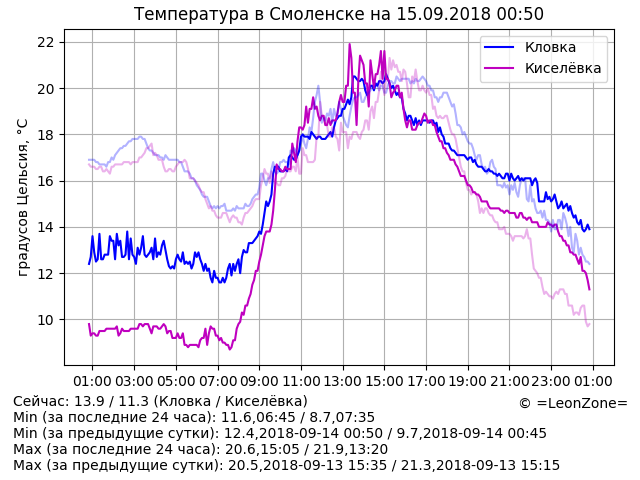 Температура в Смоленске на 15.09.2018 00:50
градусов Цельсия, °C
22
20
18
16
14
12
10
Кловка
Киселёвка
01:00 03:00 05:00 07:00 09:00 11:00 13:00 15:00 17:00 19:00 21:00 23:00 01:00
Сейчас: 13.9 / 11.3 (Кловка / Киселёвка)
© =LeonZone=
Min (за последние 24 часа): 11.6,06:45 / 8.7,07:35
Min (за предыдущие сутки): 12.4,2018-09-14 00:50 / 9.7,2018-09-14 00:45
Max (за последние 24 часа): 20.6,15:05 / 21.9,13:20
Max (за предыдущие сутки): 20.5,2018-09-13 15:35 / 21.3,2018-09-13 15:15